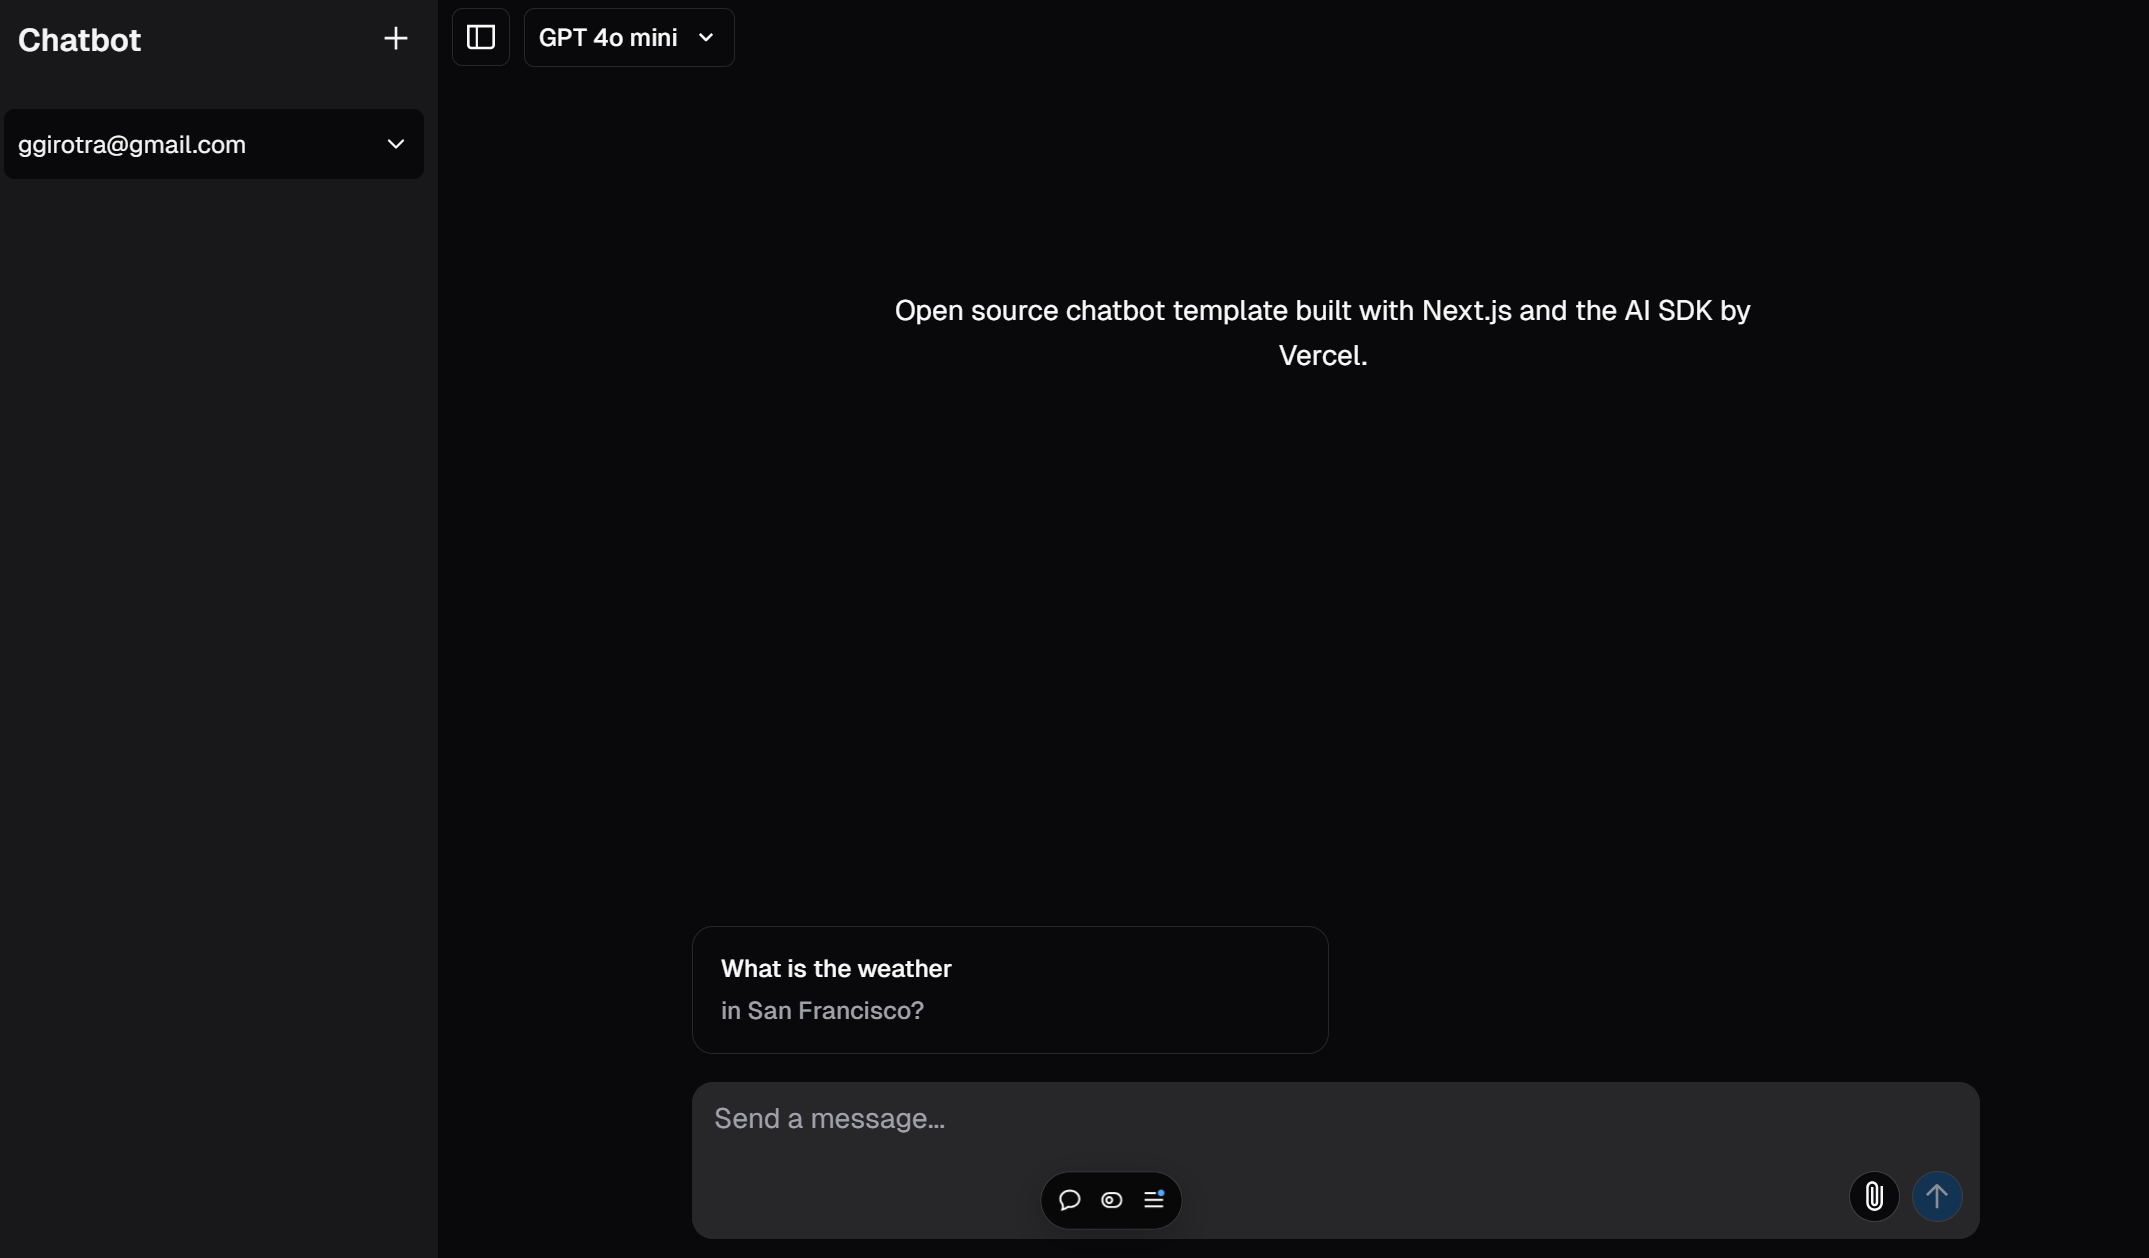 Chatbot
ggirotra@gmail.com
GPT 4o mini
Open source chatbot template built with Next.js and the AI SDK by
Vercel.
What is the weather
in San Francisco?
Send a message...